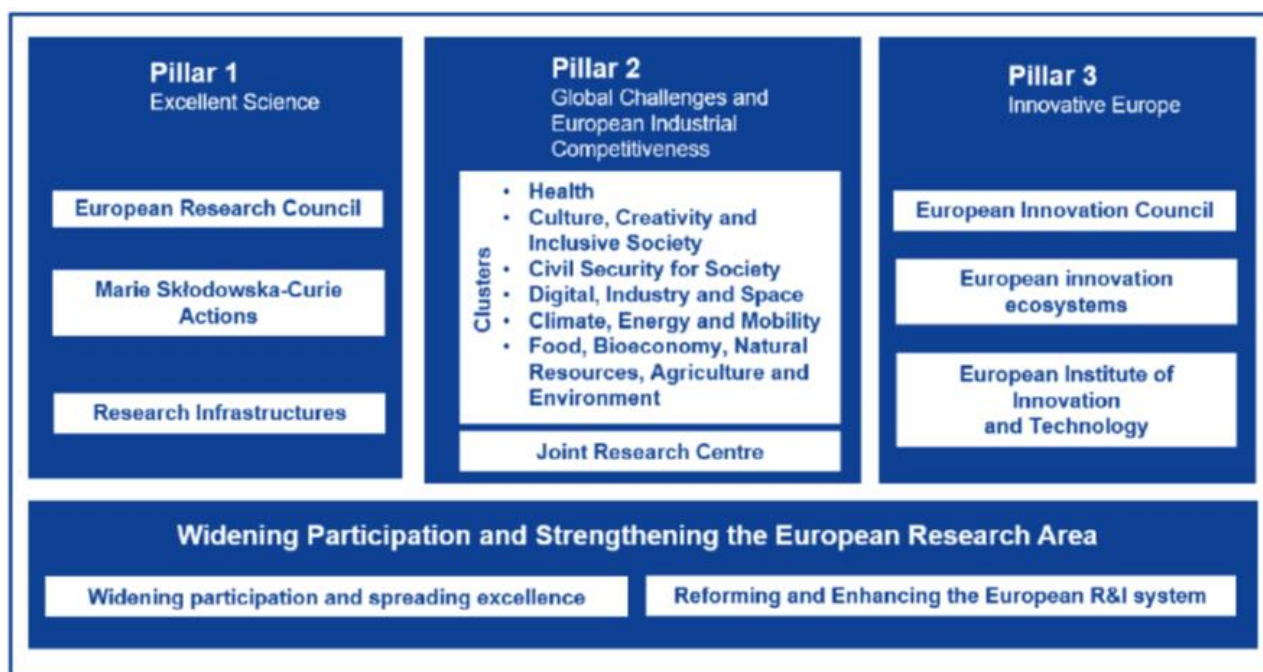 Pillar 1
Excellent Science
European Research Council
Marie Skłodowska-Curie
Actions
Research Infrastructures
Pillar 2
Global Challenges and
European Industrial
Competitiveness
Clusters
• Health
• Culture, Creativity and
Inclusive Society
• Civil Security for Society
• Digital, Industry and Space
• Climate, Energy and Mobility
• Food, Bioeconomy, Natural
Resources, Agriculture and
Environment
Joint Research Centre
Pillar 3
Innovative Europe
European Innovation Council
European innovation
ecosystems
European Institute of
Innovation
and Technology
Widening Participation and Strengthening the European Research Area
Widening participation and spreading excellence
Reforming and Enhancing the European R&I system